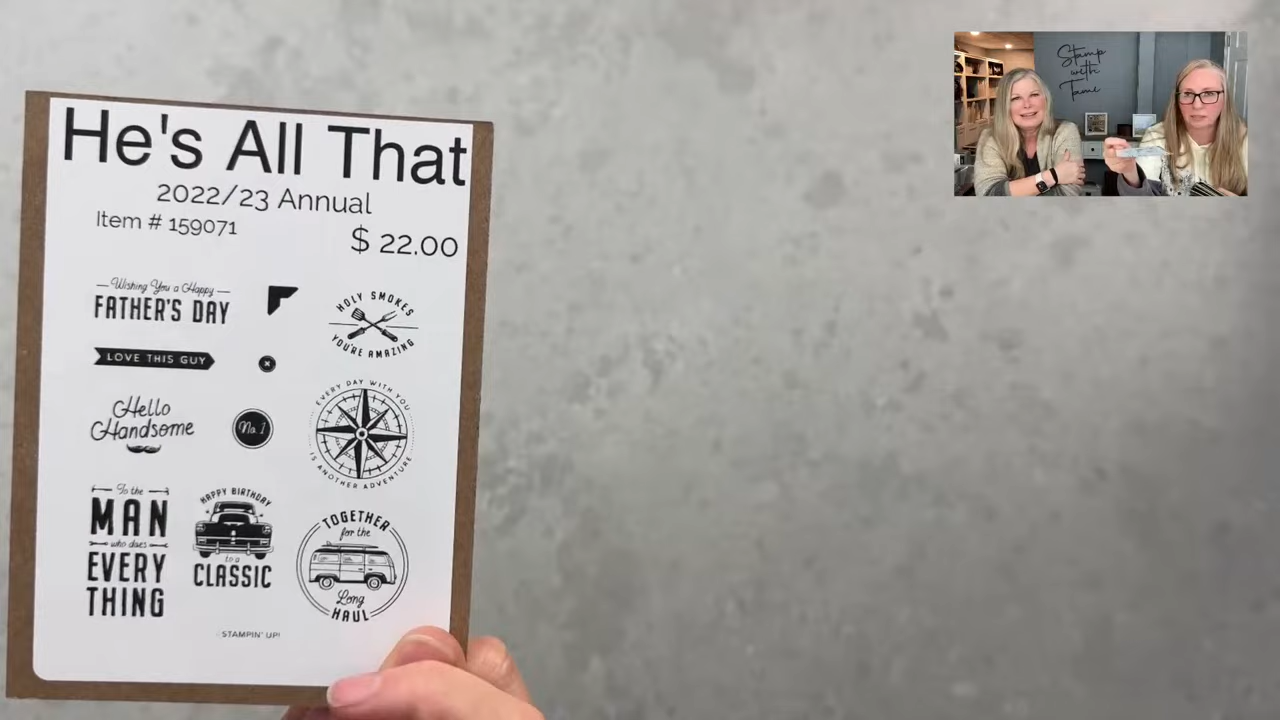 He's All That
2022/23 Annual
Item # 159071
$ 22.00
Wishing You a Happy
FATHER'S DAY
HOLY SMOKES
YOU'RE AMAZING
LOVE THIS GUY
Hello
Handsome
No. 1
EVERY DAY WITH YOU
IS ANOTHER ADVENTURE
To the
MAN
who does
EVERY
THING
HAPPY BIRTHDAY
to a
CLASSIC
TOGETHER
for the
Long
HAUL
STAMPIN' UP!
Stamp
with
Tami